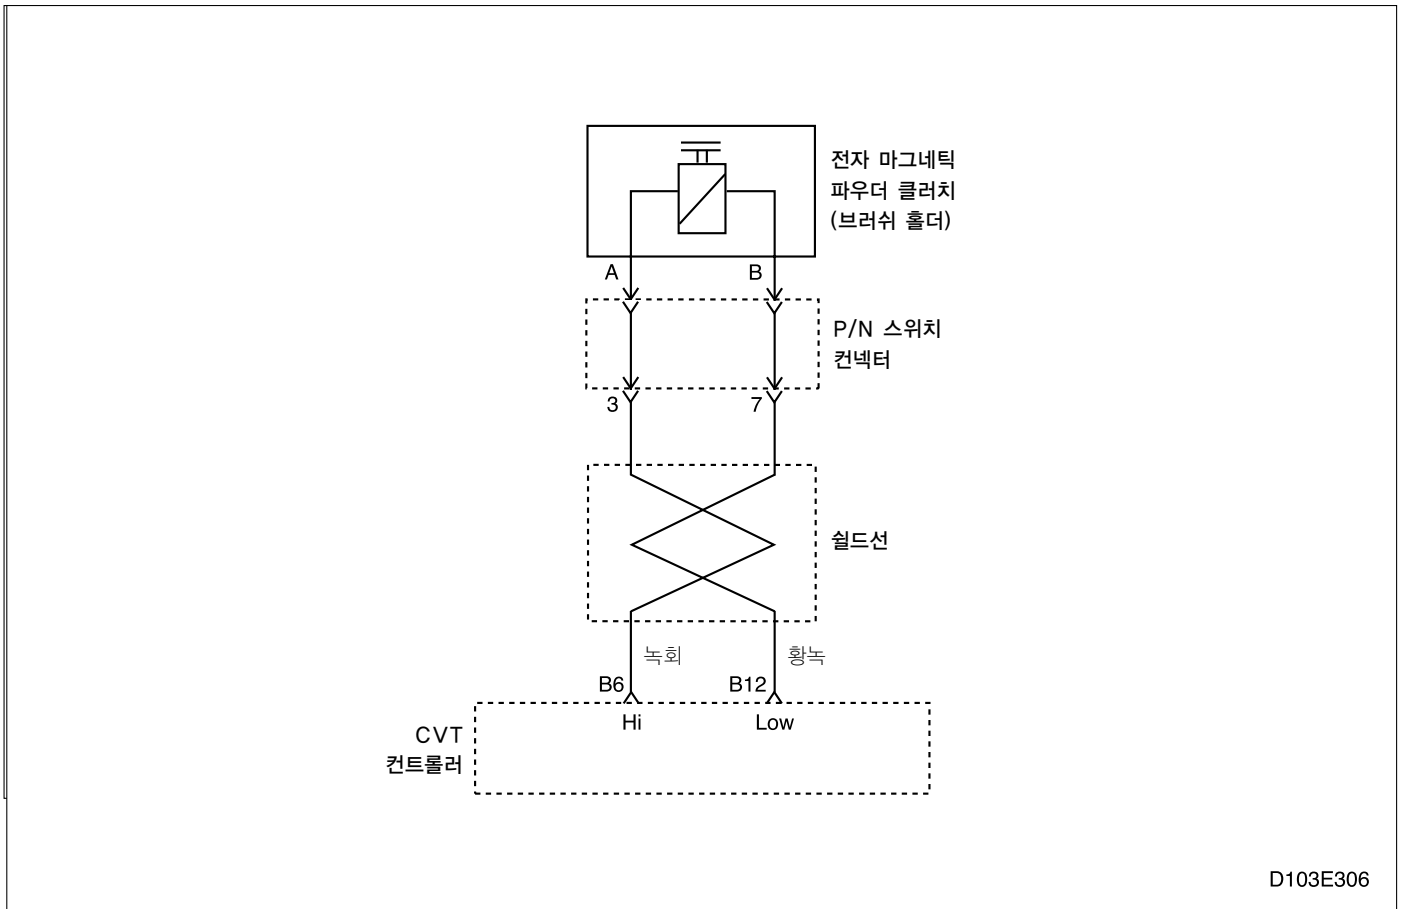 전자 마그네틱
파우더 클러치
(브러쉬 홀더)
A
B
P/N 스위치
컨넥터
3
7
쉴드선
녹회
황녹
B6
B12
Hi
Low
CVT
컨트롤러
D103E306